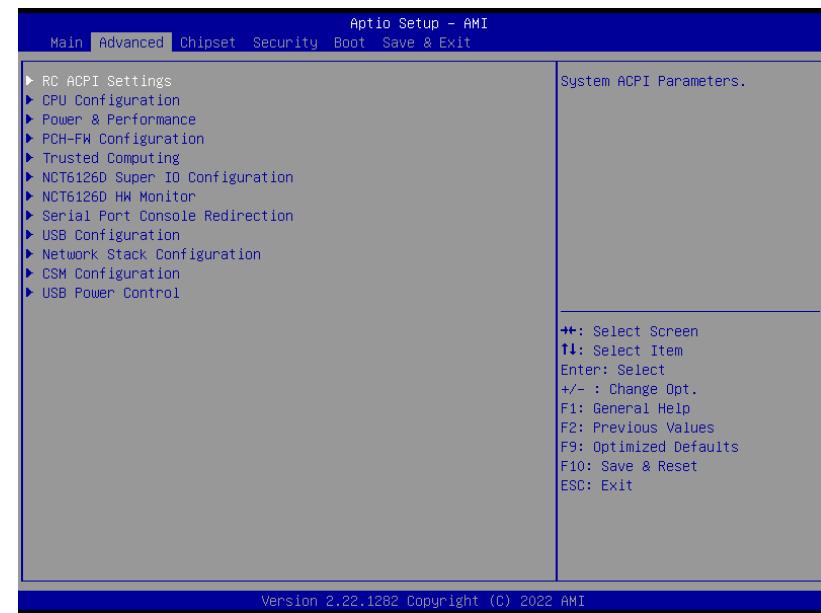 Aptio Setup – AMI
Main Advanced Chipset Security Boot Save & Exit
▶ RC ACPI Settings
▶ CPU Configuration
▶ Power & Performance
▶ PCH-FW Configuration
▶ Trusted Computing
▶ NCT6126D Super IO Configuration
▶ NCT6126D HW Monitor
▶ Serial Port Console Redirection
▶ USB Configuration
▶ Network Stack Configuration
▶ CSM Configuration
▶ USB Power Control
System ACPI Parameters.
→←: Select Screen
↑↓: Select Item
Enter: Select
+/- : Change Opt.
F1: General Help
F2: Previous Values
F9: Optimized Defaults
F10: Save & Reset
ESC: Exit
Version 2.22.1282 Copyright (C) 2022 AMI